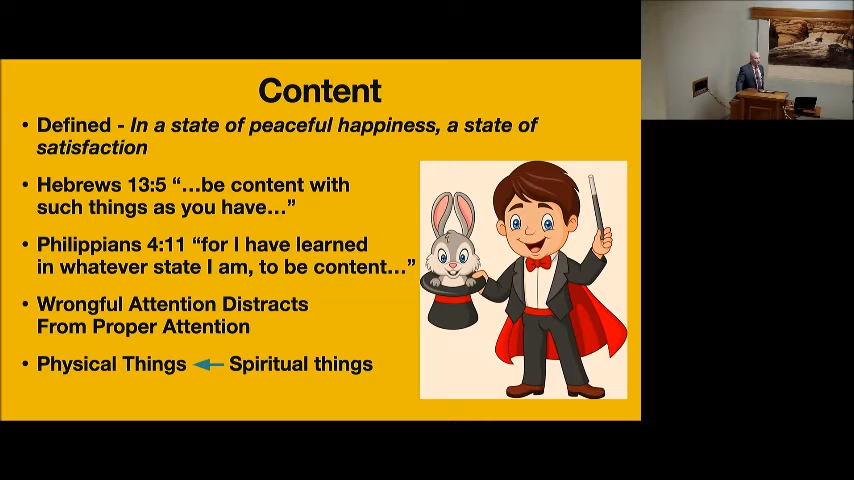 Content
• Defined - In a state of peaceful happiness, a state of
satisfaction
• Hebrews 13:5 “…be content with
such things as you have…”
• Philippians 4:11 “for I have learned
in whatever state I am, to be content…”
• Wrongful Attention Distracts
From Proper Attention
• Physical Things ← Spiritual things